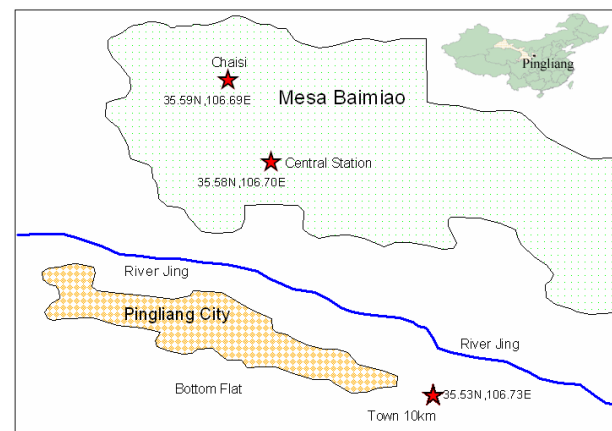 Pingliang
Chaisi
35.59N,106.69E
Mesa Baimiao
Central Station
35.58N,106.70E
River Jing
Pingliang City
River Jing
Bottom Flat
35.53N,106.73E
Town 10km